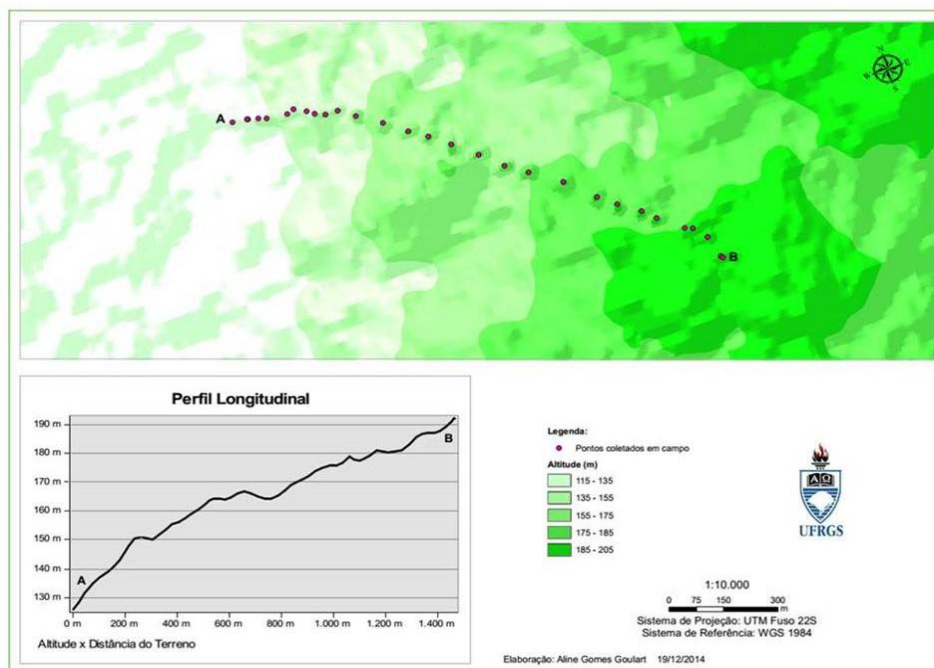 A
B
N
E
S
W
Perfil Longitudinal
190 m
180 m
170 m
160 m
150 m
140 m
130 m
A
B
0 m
200 m
400 m
600 m
800 m
1.000 m
1.200 m
1.400 m
Altitude x Distância do Terreno
Legenda:
Pontos coletados em campo
Altitude (m)
115 - 135
135 - 155
155 - 175
175 - 185
185 - 205
UFRGS
1:10.000
0 75 150 300
m
Sistema de Projeção: UTM Fuso 22S
Sistema de Referência: WGS 1984
Elaboração: Aline Gomes Goulart 19/12/2014